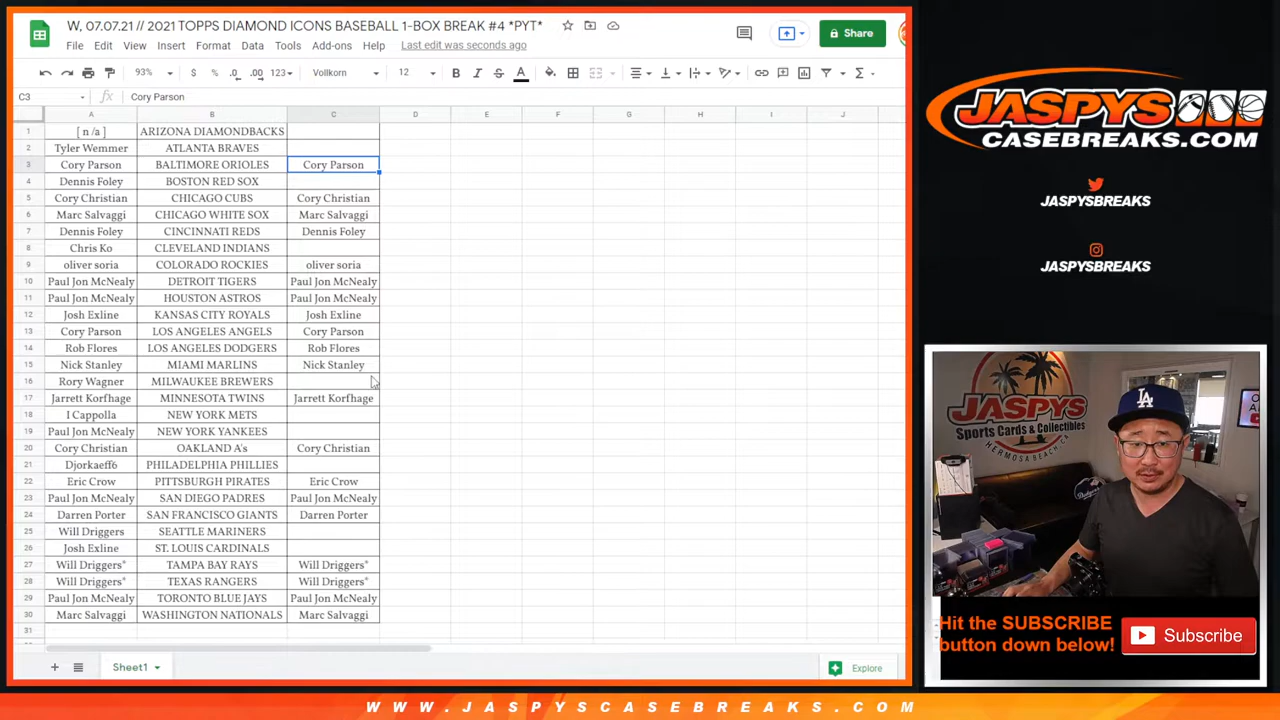 W, 07.07.21 // 2021 TOPPS DIAMOND ICONS BASEBALL 1-BOX BREAK #4 *PYT*
File Edit View Insert Format Data Tools Add-ons Help Last edit was seconds ago
Share
93% $ % .0 .00 123 Vollkorn 12 B I S A
C3 fx Cory Parson
A B C D E F G H I J
1 [ n /a ] ARIZONA DIAMONDBACKS
2 Tyler Wemmer ATLANTA BRAVES
3 Cory Parson BALTIMORE ORIOLES Cory Parson
4 Dennis Foley BOSTON RED SOX
5 Cory Christian CHICAGO CUBS Cory Christian
6 Marc Salvaggi CHICAGO WHITE SOX Marc Salvaggi
7 Dennis Foley CINCINNATI REDS Dennis Foley
8 Chris Ko CLEVELAND INDIANS
9 oliver soria COLORADO ROCKIES oliver soria
10 Paul Jon McNealy DETROIT TIGERS Paul Jon McNealy
11 Paul Jon McNealy HOUSTON ASTROS Paul Jon McNealy
12 Josh Exline KANSAS CITY ROYALS Josh Exline
13 Cory Parson LOS ANGELES ANGELS Cory Parson
14 Rob Flores LOS ANGELES DODGERS Rob Flores
15 Nick Stanley MIAMI MARLINS Nick Stanley
16 Rory Wagner MILWAUKEE BREWERS
17 Jarrett Korfhage MINNESOTA TWINS Jarrett Korfhage
18 I Cappolla NEW YORK METS
19 Paul Jon McNealy NEW YORK YANKEES
20 Cory Christian OAKLAND A's Cory Christian
21 Djorkaeff6 PHILADELPHIA PHILLIES
22 Eric Crow PITTSBURGH PIRATES Eric Crow
23 Paul Jon McNealy SAN DIEGO PADRES Paul Jon McNealy
24 Darren Porter SAN FRANCISCO GIANTS Darren Porter
25 Will Driggers SEATTLE MARINERS
26 Josh Exline ST. LOUIS CARDINALS
27 Will Driggers* TAMPA BAY RAYS Will Driggers*
28 Will Driggers* TEXAS RANGERS Will Driggers*
29 Paul Jon McNealy TORONTO BLUE JAYS Paul Jon McNealy
30 Marc Salvaggi WASHINGTON NATIONALS Marc Salvaggi
31
Sheet1
Explore
JASPYS
CASEBREAKS.COM
JASPYSBREAKS
JASPYSBREAKS
JASPYS
Sports Cards & Collectibles
HERMOSA BEACH, CA
LA
Dodgers
Hit the SUBSCRIBE
button down below!
Subscribe
WWW.JASPYSCASEBREAKS.COM